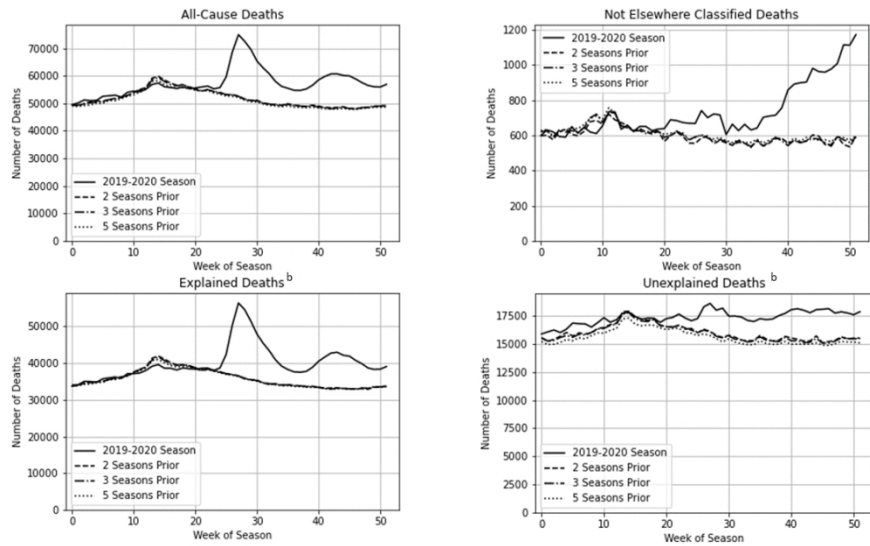 All-Cause Deaths
Number of Deaths
70000
60000
50000
40000
30000
20000
10000
0
2019-2020 Season
2 Seasons Prior
3 Seasons Prior
5 Seasons Prior
0 10 20 30 40 50
Week of Season
Not Elsewhere Classified Deaths
Number of Deaths
1200
1000
800
600
400
200
0
2019-2020 Season
2 Seasons Prior
3 Seasons Prior
5 Seasons Prior
0 10 20 30 40 50
Week of Season
Explained Deaths b
Number of Deaths
50000
40000
30000
20000
10000
0
2019-2020 Season
2 Seasons Prior
3 Seasons Prior
5 Seasons Prior
0 10 20 30 40 50
Week of Season
Unexplained Deaths b
Number of Deaths
17500
15000
12500
10000
7500
5000
2500
0
2019-2020 Season
2 Seasons Prior
3 Seasons Prior
5 Seasons Prior
0 10 20 30 40 50
Week of Season